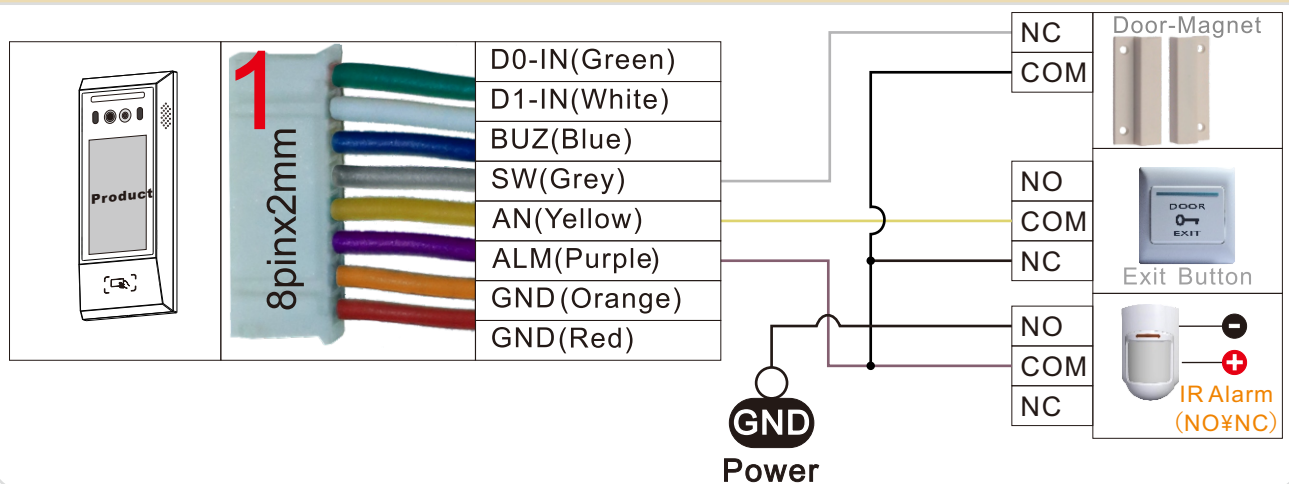 Product
1
8pinx2mm
D0-IN(Green)
D1-IN(White)
BUZ(Blue)
SW(Grey)
AN(Yellow)
ALM(Purple)
GND(Orange)
GND(Red)
GND
Power
NC
COM
Door-Magnet
NO
COM
NC
DOOR
EXIT
Exit Button
NO
COM
NC
IR Alarm
(NO¥NC)